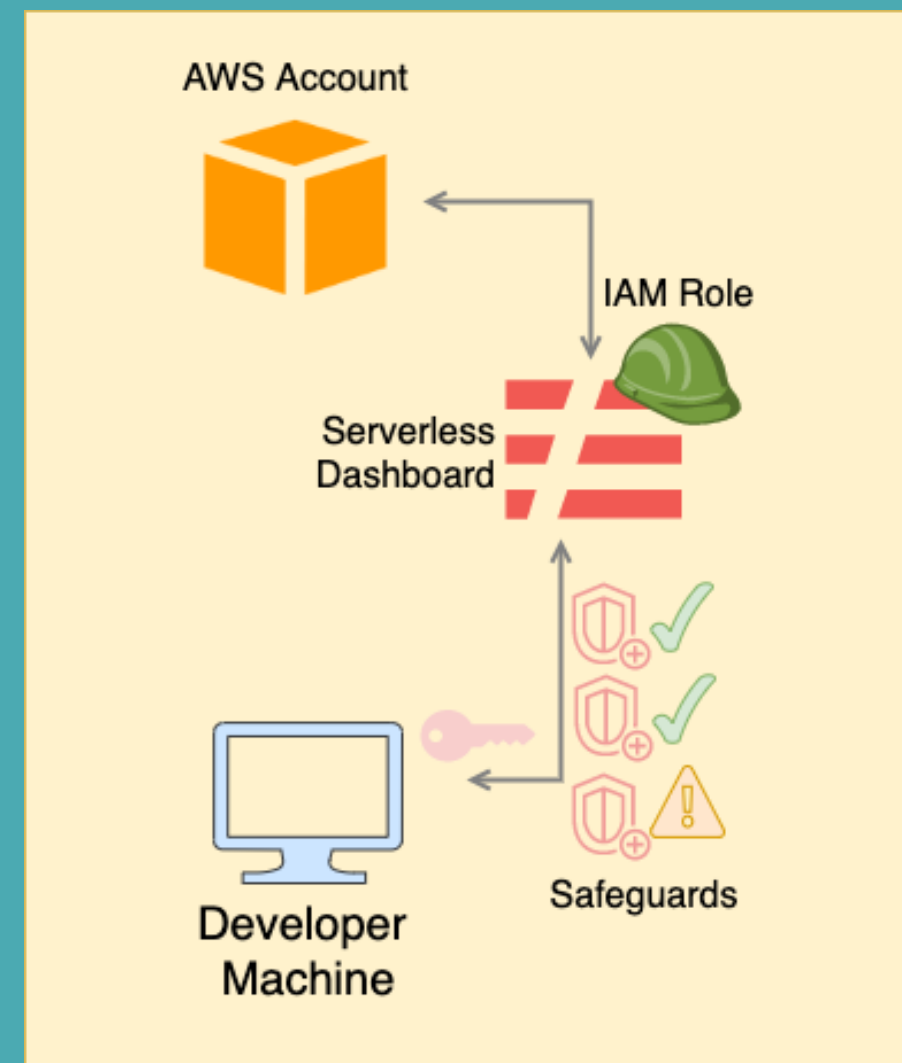 AWS Account
IAM Role
Serverless
Dashboard
Safeguards
Developer
Machine